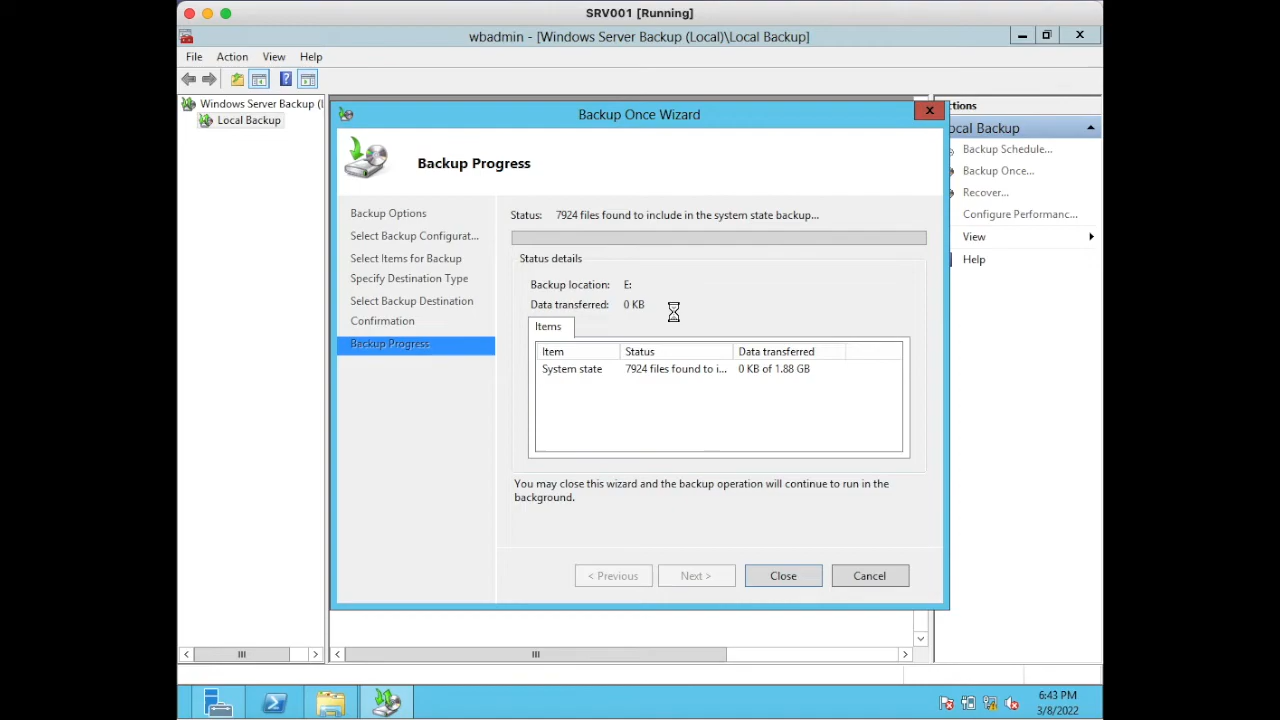 SRV001 [Running]
wbadmin - [Windows Server Backup (Local)\Local Backup]
File Action View Help
Windows Server Backup (l
Local Backup
Backup Once Wizard
Backup Progress
Backup Options
Select Backup Configurat...
Select Items for Backup
Specify Destination Type
Select Backup Destination
Confirmation
Backup Progress
Status: 7924 files found to include in the system state backup...
Status details
Backup location: E:
Data transferred: 0 KB
Items
Item Status Data transferred
System state 7924 files found to i... 0 KB of 1.88 GB
You may close this wizard and the backup operation will continue to run in the
background.
< Previous Next > Close Cancel
ctions
ocal Backup
Backup Schedule...
Backup Once...
Recover...
Configure Performanc...
View
Help
6:43 PM
3/8/2022